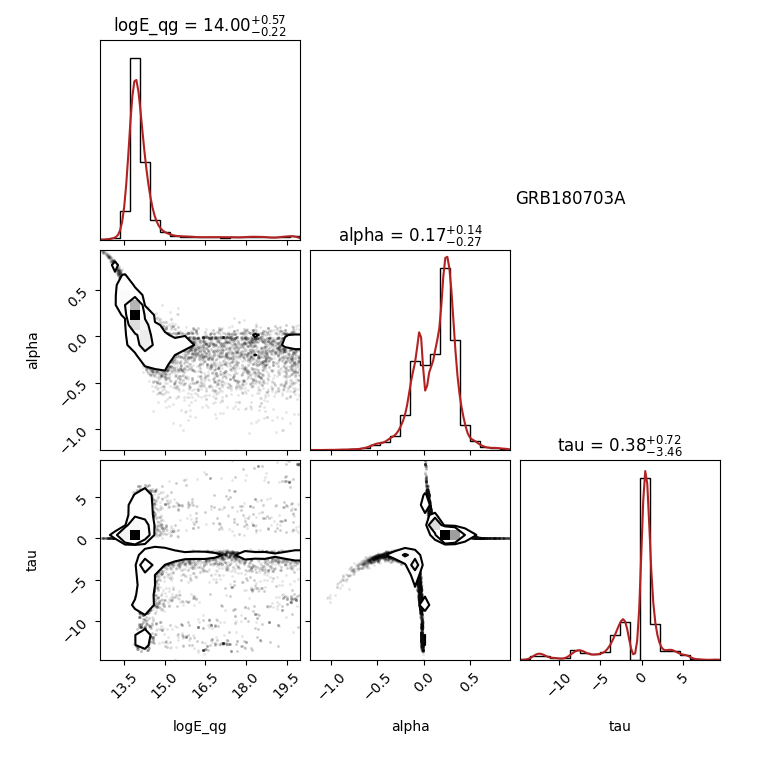 logE_qg = 14.00+0.57−0.22
GRB180703A
alpha = 0.17+0.14−0.27
alpha
0.5
0.0
−0.5
−1.0
tau = 0.38+0.72−3.46
tau
5
0
−5
−10
13.5 15.0 16.5 18.0 19.5
−1.0 −0.5 0.0 0.5
−10 −5 0 5
logE_qg alpha tau